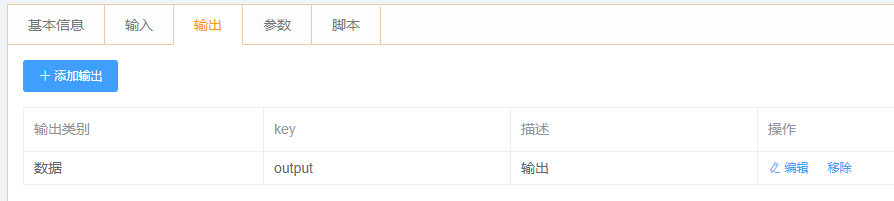 基本信息 输入 输出 参数 脚本
添加输出
输出类别 key 描述 操作
数据 output 输出 编辑 移除